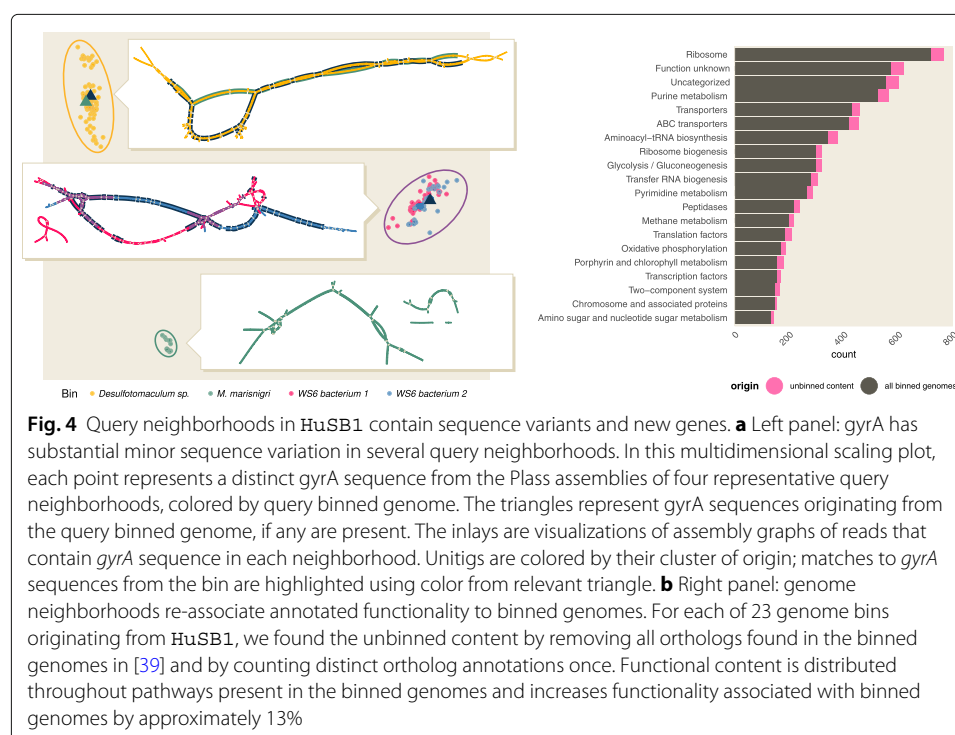 Ribosome
Function unknown
Uncategorized
Purine metabolism
Transporters
ABC transporters
Aminoacyl−tRNA biosynthesis
Ribosome biogenesis
Glycolysis / Gluconeogenesis
Transfer RNA biogenesis
Pyrimidine metabolism
Peptidases
Methane metabolism
Translation factors
Oxidative phosphorylation
Porphyrin and chlorophyll metabolism
Transcription factors
Two−component system
Chromosome and associated proteins
Amino sugar and nucleotide sugar metabolism
0 200 400 600 800
count
origin unbinned content all binned genomes
Bin Desulfotomaculum sp. M. marisnigri WS6 bacterium 1 WS6 bacterium 2
Fig. 4 Query neighborhoods in HuSB1 contain sequence variants and new genes. a Left panel: gyrA has
substantial minor sequence variation in several query neighborhoods. In this multidimensional scaling plot,
each point represents a distinct gyrA sequence from the Plass assemblies of four representative query
neighborhoods, colored by query binned genome. The triangles represent gyrA sequences originating from
the query binned genome, if any are present. The inlays are visualizations of assembly graphs of reads that
contain gyrA sequence in each neighborhood. Unitigs are colored by their cluster of origin; matches to gyrA
sequences from the bin are highlighted using color from relevant triangle. b Right panel: genome
neighborhoods re-associate annotated functionality to binned genomes. For each of 23 genome bins
originating from HuSB1, we found the unbinned content by removing all orthologs found in the binned
genomes in [39] and by counting distinct ortholog annotations once. Functional content is distributed
throughout pathways present in the binned genomes and increases functionality associated with binned
genomes by approximately 13%